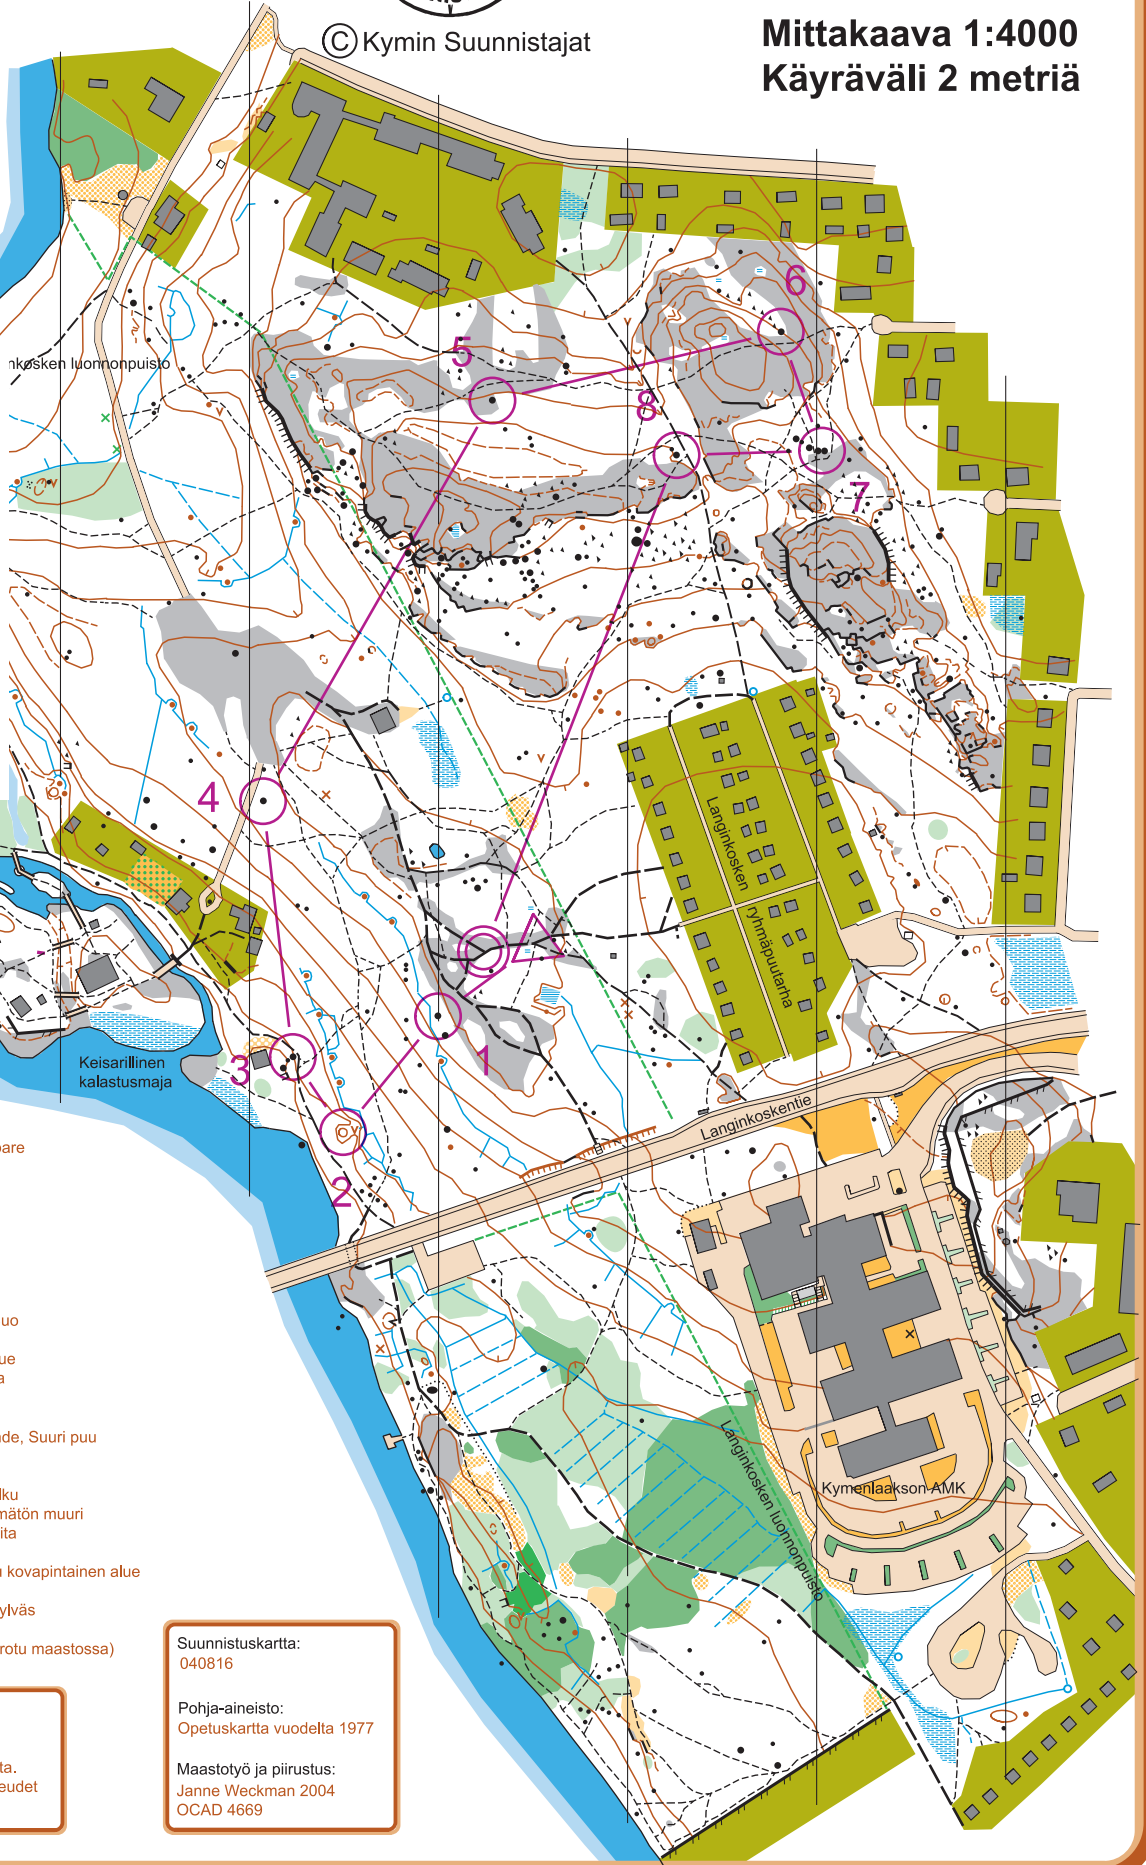 © Kymin Suunnistajat
Mittakaava 1:4000
Käyräväli 2 metriä
nkosken luonnonpuisto
5
6
8
7
4
Langinkosken
ryhmäpuutarha
1
3
2
Keisarillinen
kalastusmaja
Langinkoskentie
Langinkosken luonnonpuisto
Kymenlaakson AMK
pare
uo
ue
a
de, Suuri puu
ku
mätön muuri
ita
kovapintainen alue
ylväs
rotu maastossa)
ta.
eudet
Suunnistuskartta:
040816
Pohja-aineisto:
Opetuskartta vuodelta 1977
Maastotyö ja piirustus:
Janne Weckman 2004
OCAD 4669